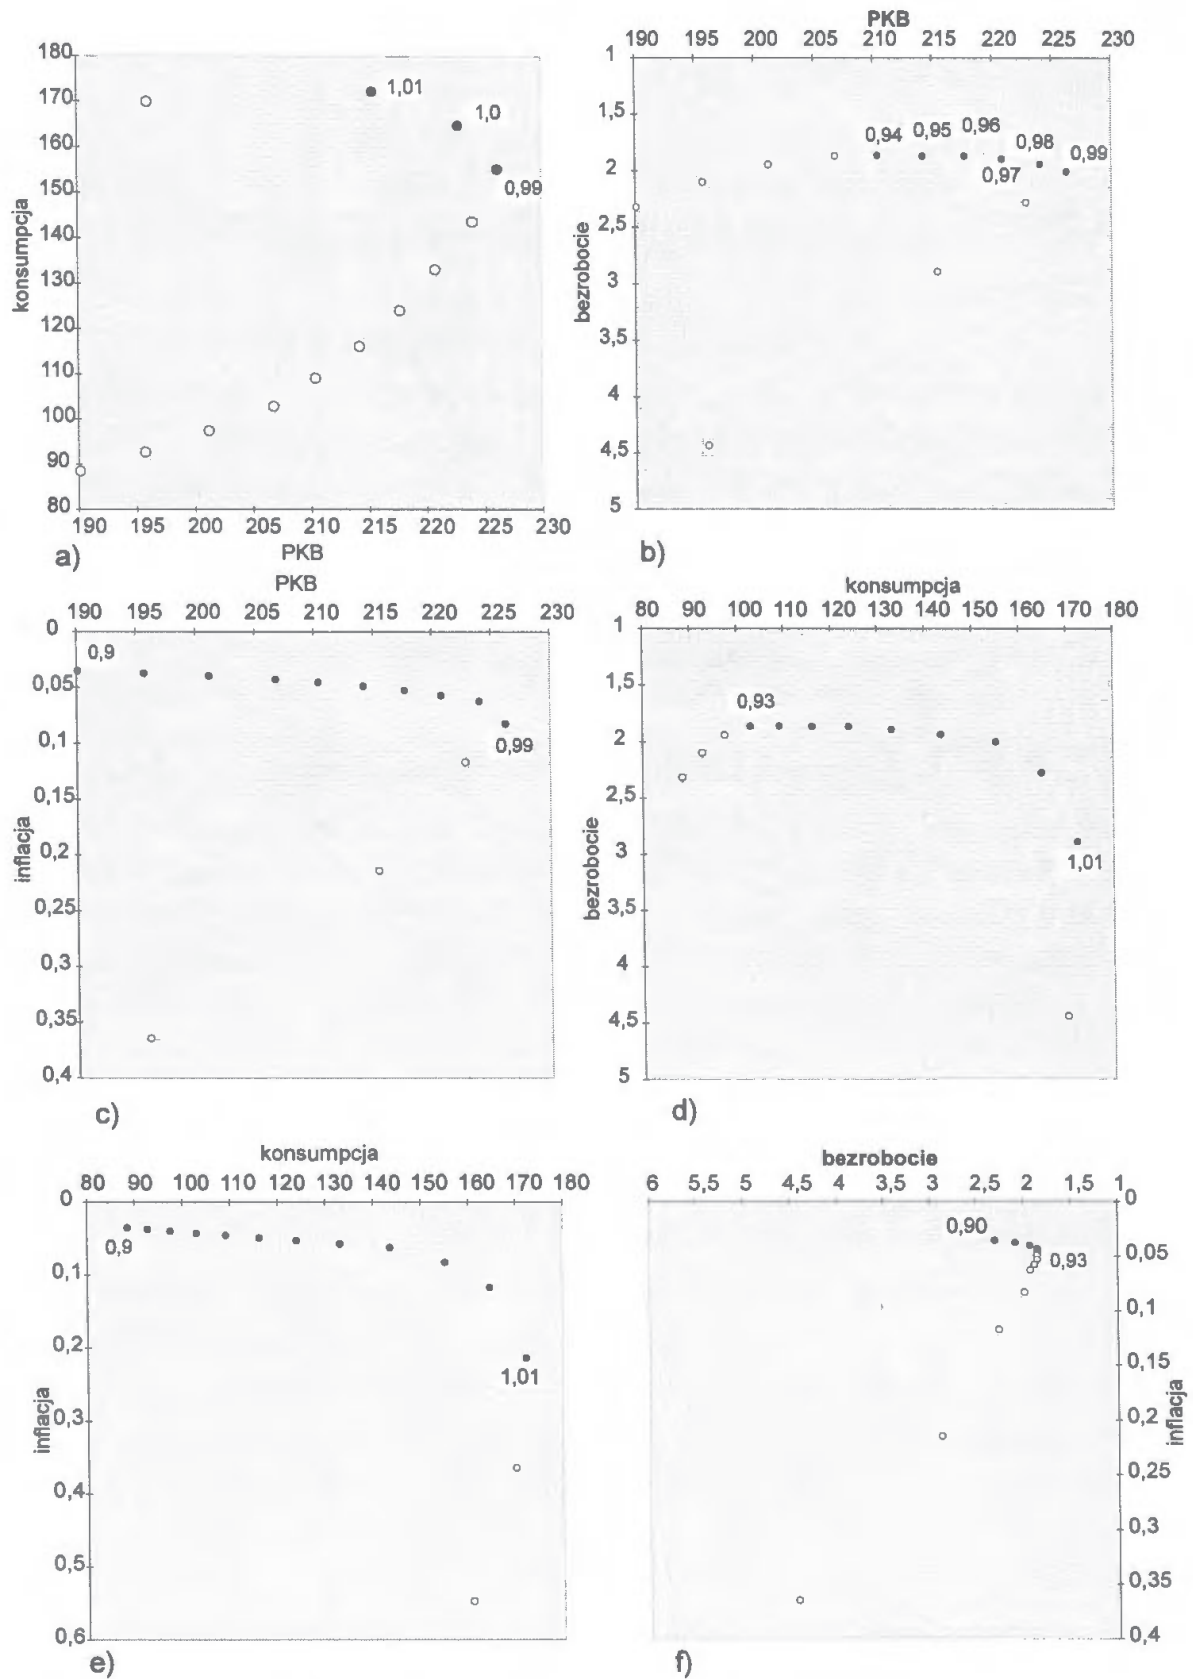 180
170
160
150
140
130
120
110
100
90
80
konsumpcja
1,01
1,0
0,99
190 195 200 205 210 215 220 225 230
PKB
a)
PKB
190 195 200 205 210 215 220 225 230
1
1,5
2
2,5
3
3,5
4
4,5
5
bezrobocie
0,94 0,95 0,96
0,98
0,99
0,97
b)
PKB
190 195 200 205 210 215 220 225 230
0
0,05
0,1
0,15
0,2
0,25
0,3
0,35
0,4
inflacja
0,9
0,99
c)
konsumpcja
80 90 100 110 120 130 140 150 160 170 180
1
1,5
2
2,5
3
3,5
4
4,5
5
bezrobocie
0,93
1,01
d)
konsumpcja
80 90 100 110 120 130 140 150 160 170 180
0
0,1
0,2
0,3
0,4
0,5
0,6
inflacja
0,9
1,01
e)
bezrobocie
6 5,5 5 4,5 4 3,5 3 2,5 2 1,5 1
0
0,05
0,1
0,15
0,2
0,25
0,3
0,35
0,4
inflacja
0,90
0,93
f)